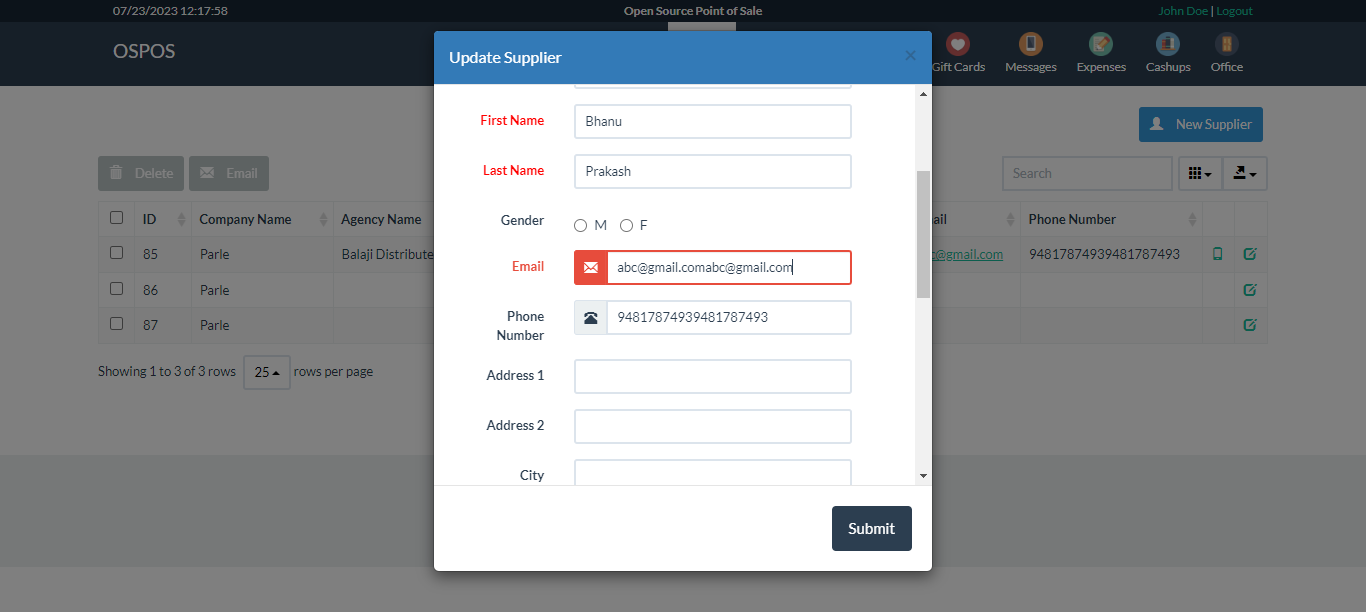 07/23/2023 12:17:58
Open Source Point of Sale
John Doe | Logout
OSPOS
Gift Cards
Messages
Expenses
Cashups
Office
Update Supplier
×
New Supplier
First Name
Bhanu
Last Name
Prakash
Delete
Email
Search
Gender
M
F
ID
Company Name
Agency Name
ail
Phone Number
85
Parle
Balaji Distribute
@gmail.com
94817874939481787493
Email
abc@gmail.comabc@gmail.com
86
Parle
Phone Number
94817874939481787493
87
Parle
Showing 1 to 3 of 3 rows
25
rows per page
Address 1
Address 2
City
Submit